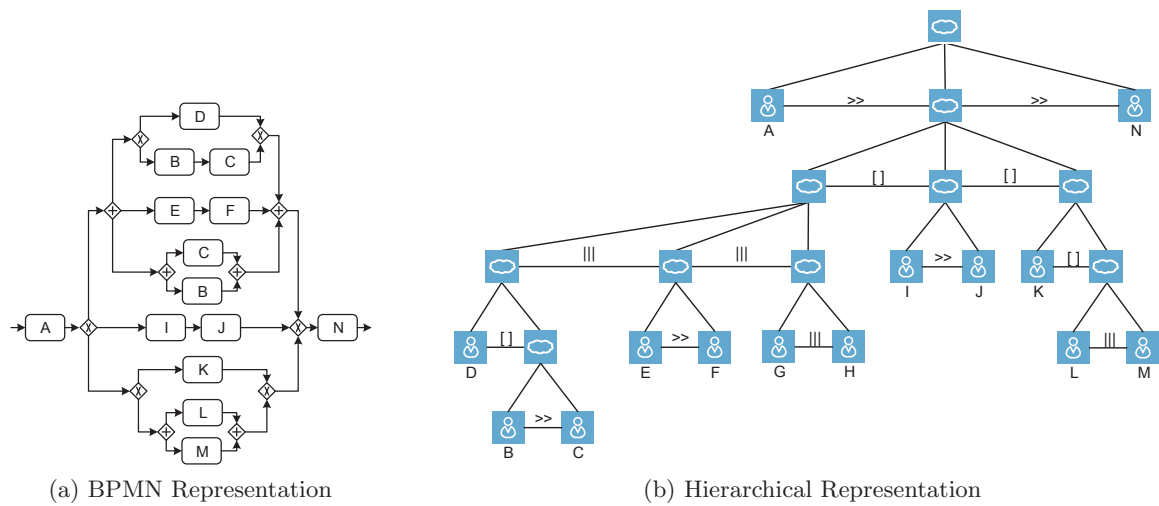 D
B C
E F
C
B
A I J N
K
L
M
(a) BPMN Representation
>> >>
A N
[ ] [ ]
||| ||| >> [ ]
I J K
[ ] >> ||| |||
D E F G H L M
>>
B C
(b) Hierarchical Representation